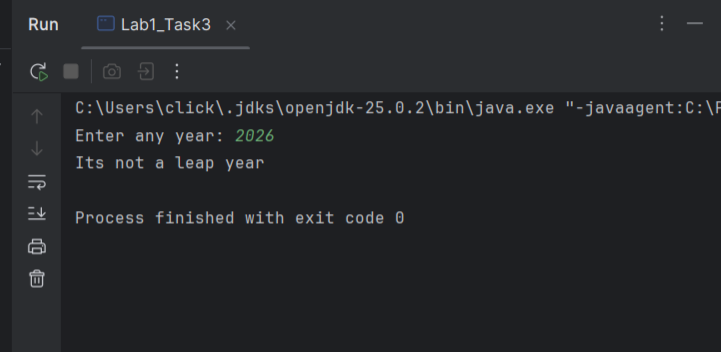 Run Lab1_Task3
C:\Users\click\.jdks\openjdk-25.0.2\bin\java.exe "-javaagent:C:\P
Enter any year: 2026
Its not a leap year
Process finished with exit code 0